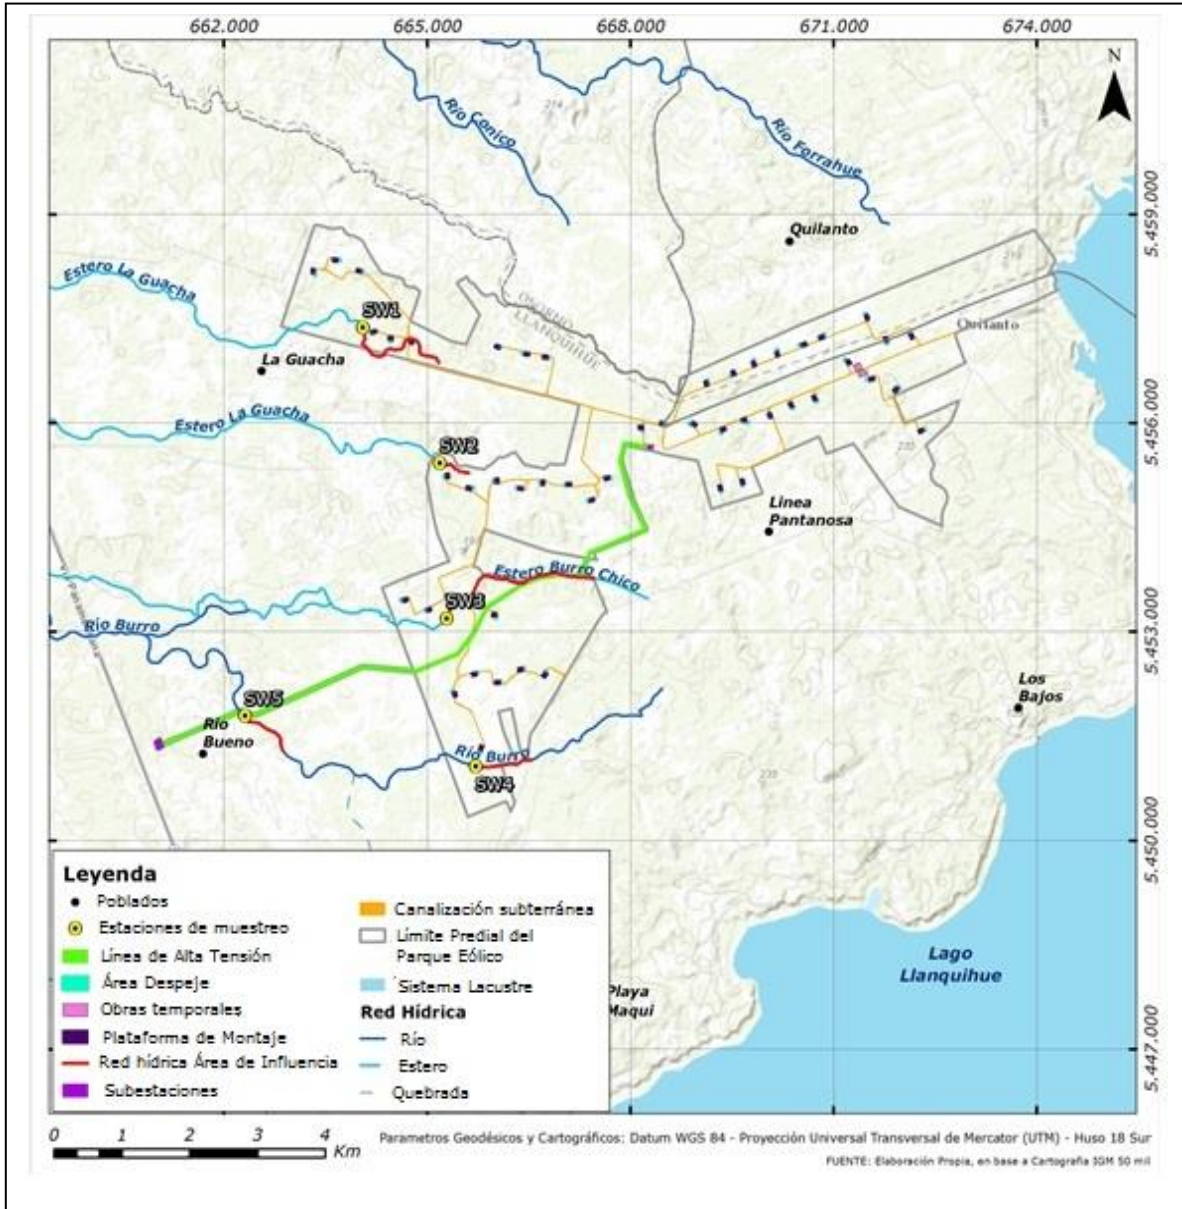 662.000 665.000 668.000 671.000 674.000
N
Río Conico
Río Forrahue
5.459.000
Quilanto
Estero La Guacha
SW1
OSORNO
LLANQUIHUE
Quilanto
La Guacha
Estero La Guacha
5.456.000
SW2
Linea
Pantanosa
Estero Burro Chico
SW3
Río Burro
5.453.000
SW5
Río
Bueno
Los
Bajos
Río Burro
SW4
5.450.000
Lago
Llanquihue
Playa
Maqui
5.447.000
Leyenda
Poblados
Estaciones de muestreo
Línea de Alta Tensión
Área Despeje
Obras temporales
Plataforma de Montaje
Red hídrica Área de Influencia
Subestaciones
Canalización subterránea
Límite Predial del
Parque Eólico
Sistema Lacustre
Red Hídrica
Río
Estero
Quebrada
0 1 2 3 4
Km
Parametros Geodésicos y Cartográficos: Datum WGS 84 - Proyección Universal Transversal de Mercator (UTM) - Huso 18 Sur
FUENTE: Elaboración Propia, en base a Cartografía IGM 50 mil